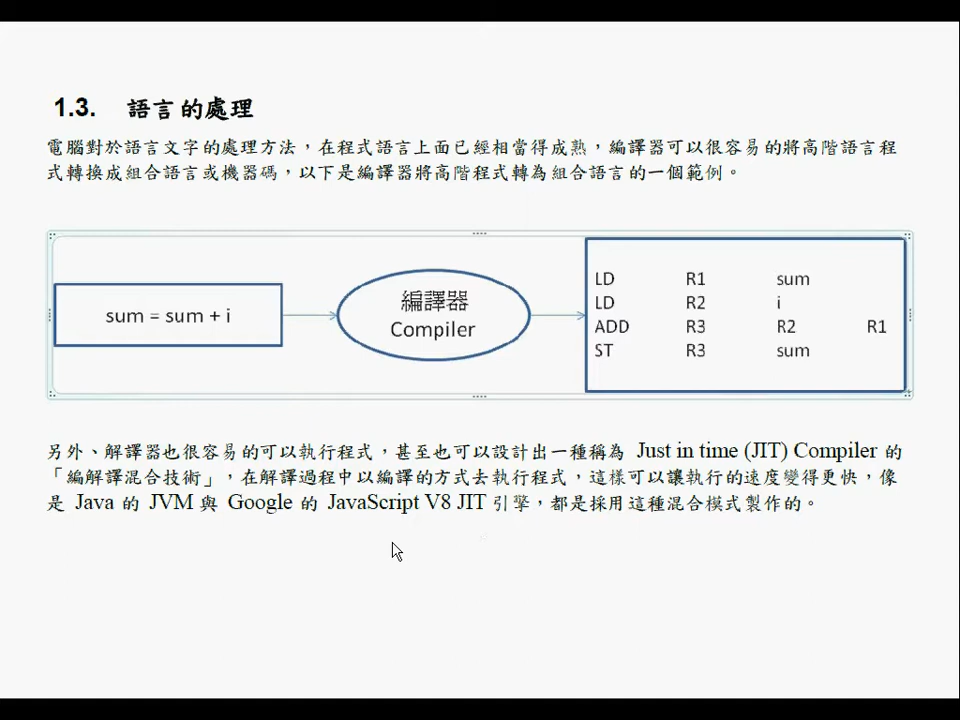 1.3. 語言的處理
電腦對於語言文字的處理方法，在程式語言上面已經相當得成熟，編譯器可以很容易的將高階語言程
式轉換成組合語言或機器碼，以下是編譯器將高階程式轉為組合語言的一個範例。
sum = sum + i
編譯器
Compiler
LD R1 sum
LD R2 i
ADD R3 R2 R1
ST R3 sum
另外、解譯器也很容易的可以執行程式，甚至也可以設計出一種稱為 Just in time (JIT) Compiler 的
「編解譯混合技術」，在解譯過程中以編譯的方式去執行程式，這樣可以讓執行的速度變得更快，像
是 Java 的 JVM 與 Google 的 JavaScript V8 JIT 引擎，都是採用這種混合模式製作的。